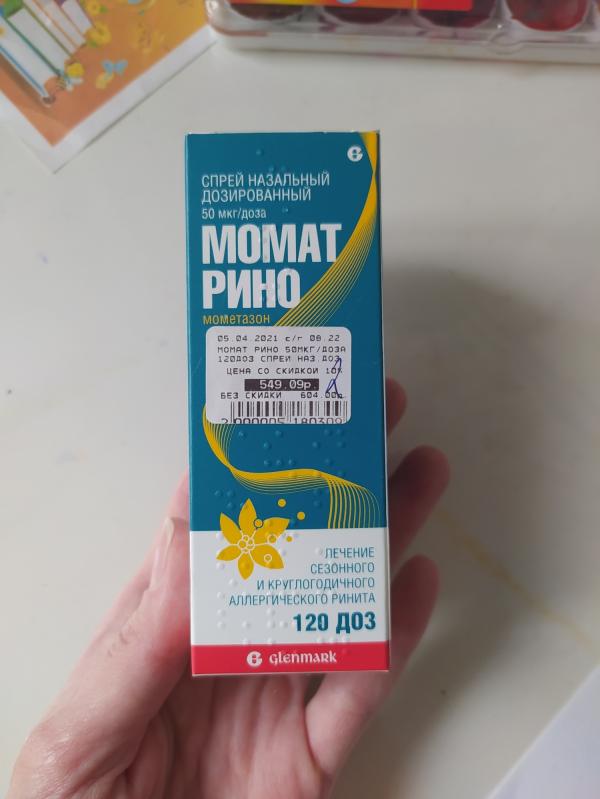 СПРЕЙ НАЗАЛЬНЫЙ
ДОЗИРОВАННЫЙ
50 мкг/доза
МОМАТ
РИНО
мометазон
05.04.2021 с/г 08.22
МОМАТ РИНО 50МКГ/ДОЗА
120ДОЗ СПРЕЙ НАЗ.ДОЗ
ЦЕНА СО СКИДКОЙ 10%
549.09р.
БЕЗ СКИДКИ 604.00р.
2000005180309
ЛЕЧЕНИЕ
СЕЗОННОГО
И КРУГЛОГОДИЧНОГО
АЛЛЕРГИЧЕСКОГО РИНИТА
120 ДОЗ
glenmark